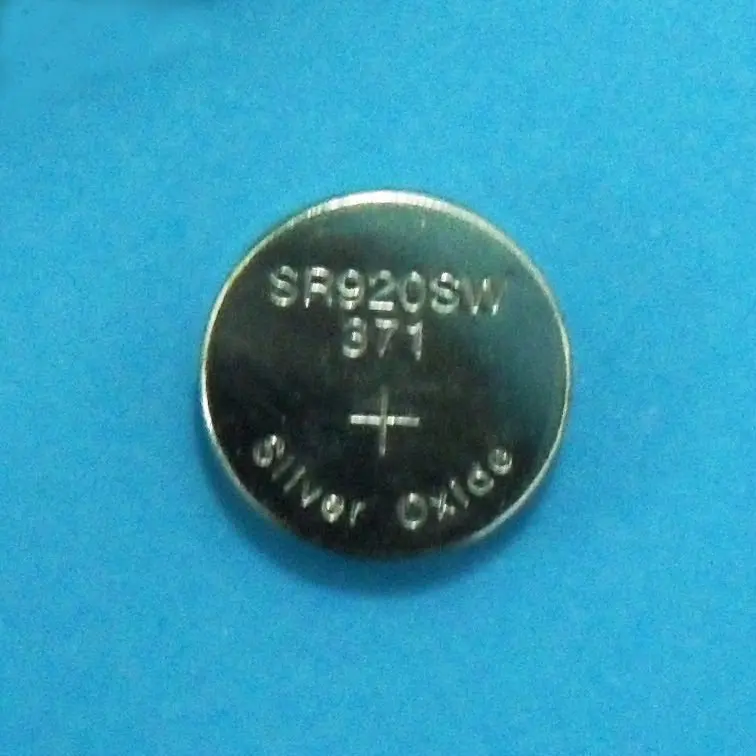 SR920SW
371
+
Silver Oxide